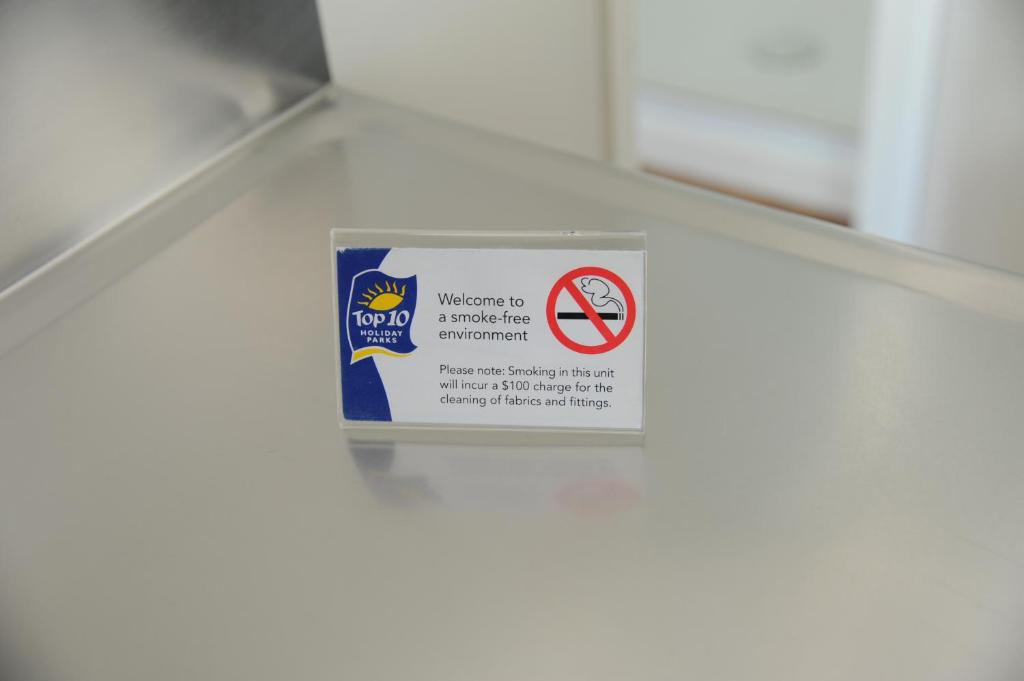 Top 10
HOLIDAY
PARKS
Welcome to
a smoke-free
environment
Please note: Smoking in this unit
will incur a $100 charge for the
cleaning of fabrics and fittings.